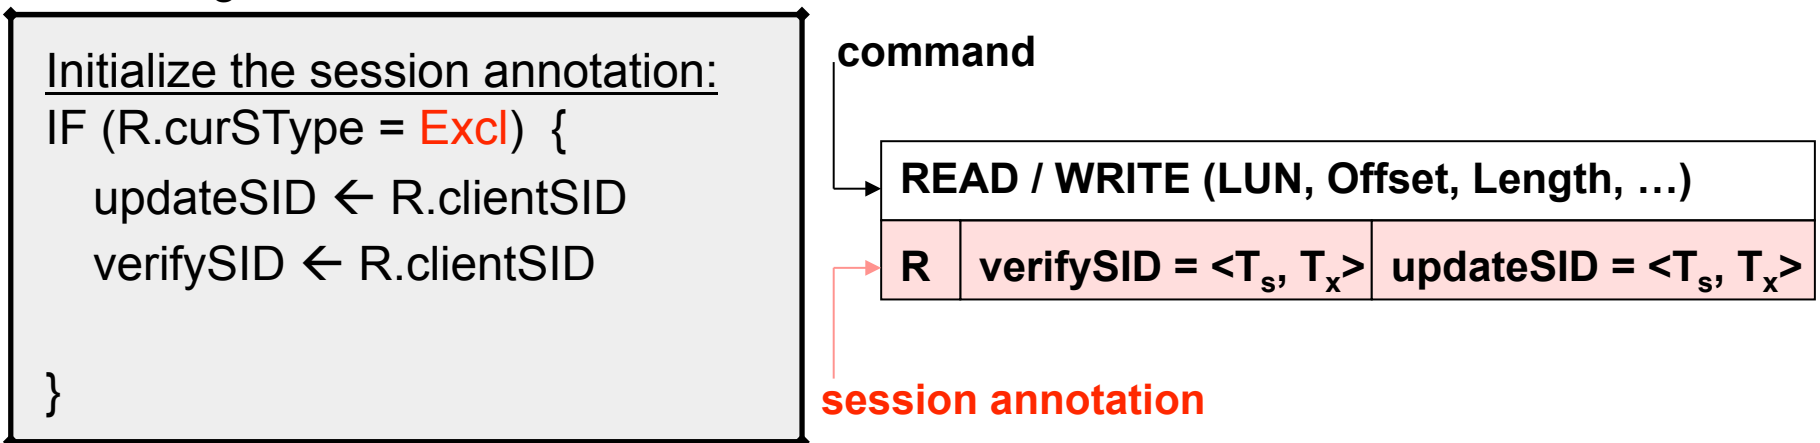 Initialize the session annotation:
IF (R.curSType = Excl) {
updateSID ← R.clientSID
verifySID ← R.clientSID
}
command
READ / WRITE (LUN, Offset, Length, …)
R verifySID = <Ts, Tx> updateSID = <Ts, Tx>
session annotation